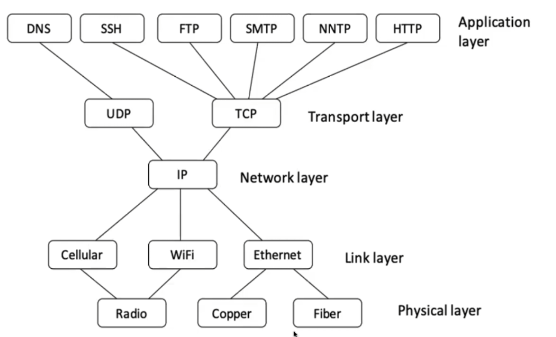 DNS SSH FTP SMTP NNTP HTTP Application
layer
UDP TCP Transport layer
IP Network layer
Cellular WiFi Ethernet Link layer
Radio Copper Fiber Physical layer